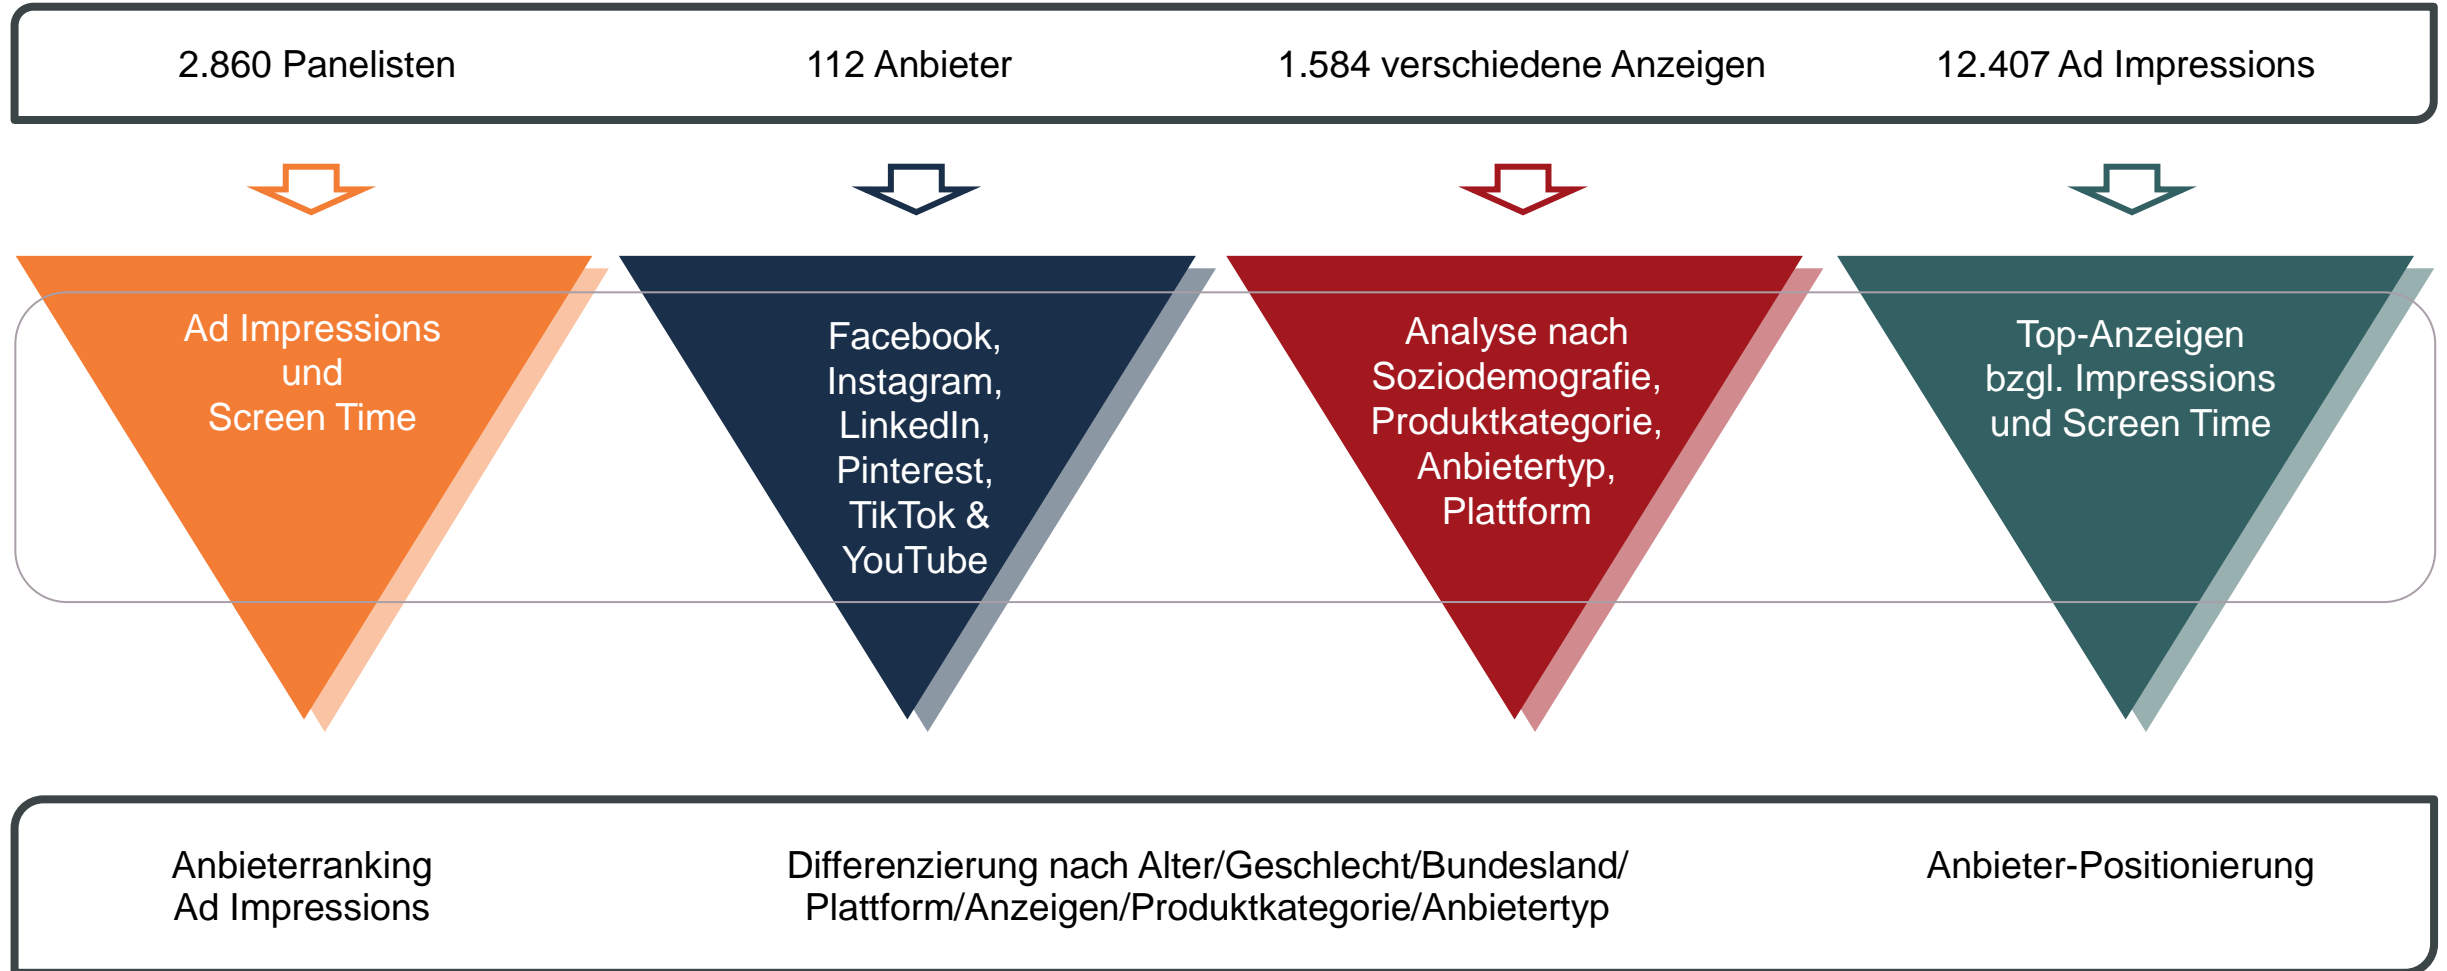 2.860 Panelisten
112 Anbieter
1.584 verschiedene Anzeigen
12.407 Ad Impressions
Ad Impressions
und
Screen Time
Facebook,
Instagram,
LinkedIn,
Pinterest,
TikTok &
YouTube
Analyse nach
Soziodemografie,
Produktkategorie,
Anbietertyp,
Plattform
Top-Anzeigen
bzgl. Impressions
und Screen Time
Anbieterranking
Ad Impressions
Differenzierung nach Alter/Geschlecht/Bundesland/
Plattform/Anzeigen/Produktkategorie/Anbietertyp
Anbieter-Positionierung